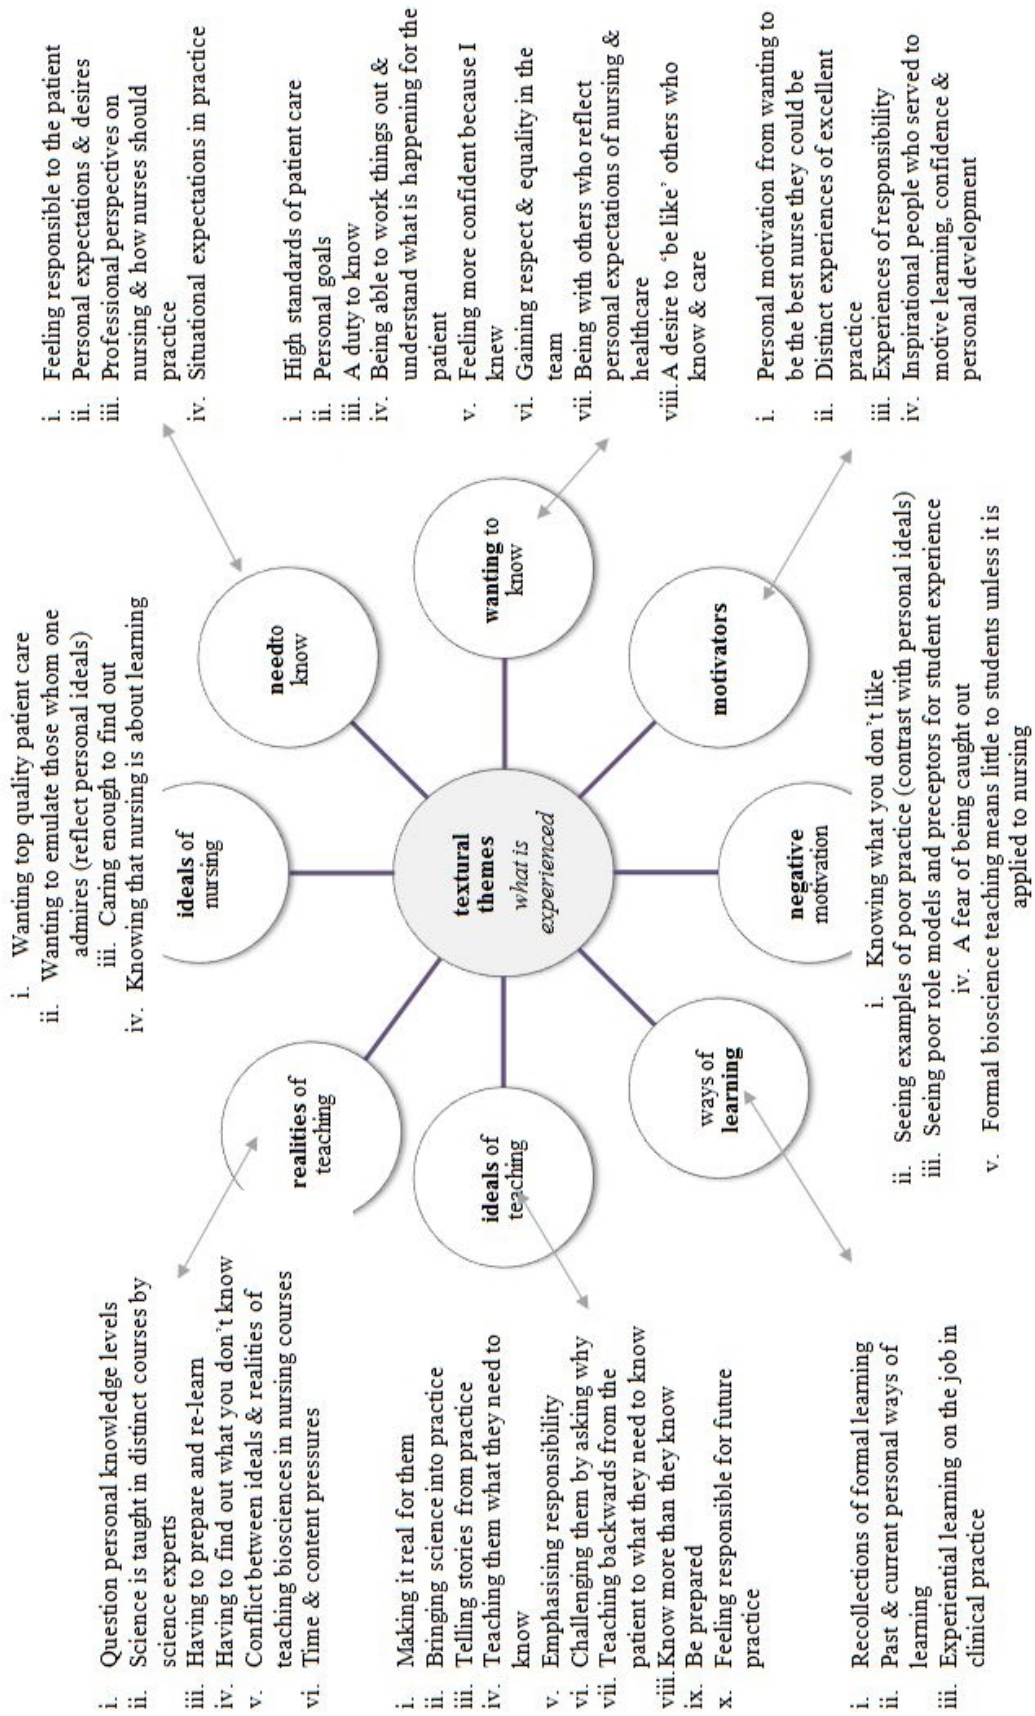 i. Question personal knowledge levels
ii. Science is taught in distinct courses by
science experts
iii. Having to prepare and re-learn
iv. Having to find out what you don't know
v. Conflict between ideals & realities of
teaching biosciences in nursing courses
vi. Time & content pressures
i. Wanting top quality patient care
ii. Wanting to emulate those whom one
admires (reflect personal ideals)
iii. Caring enough to find out
iv. Knowing that nursing is about learning
i. Feeling responsible to the patient
ii. Personal expectations & desires
iii. Professional perspectives on
nursing & how nurses should
practice
iv. Situational expectations in practice
realities of
teaching
ideals of
nursing
needto
know
i. Making it real for them
ii. Bringing science into practice
iii. Telling stories from practice
iv. Teaching them what they need to
know
v. Emphasising responsibility
vi. Challenging them by asking why
vii. Teaching backwards from the
patient to what they need to know
viii. Know more than they know
ix. Be prepared
x. Feeling responsible for future
practice
ideals of
teaching
textural
themes
what is
experienced
wanting to
know
i. High standards of patient care
ii. Personal goals
iii. A duty to know
iv. Being able to work things out &
understand what is happening for the
patient
v. Feeling more confident because I
knew
vi. Gaining respect & equality in the
team
vii. Being with others who reflect
personal expectations of nursing &
healthcare
viii. A desire to 'be like' others who
know & care
ways of
learning
negative
motivation
motivators
i. Recollections of formal learning
ii. Past & current personal ways of
learning
iii. Experiential learning on the job in
clinical practice
i. Knowing what you don't like
ii. Seeing examples of poor practice (contrast with personal ideals)
iii. Seeing poor role models and preceptors for student experience
iv. A fear of being caught out
v. Formal bioscience teaching means little to students unless it is
applied to nursing
i. Personal motivation from wanting to
be the best nurse they could be
ii. Distinct experiences of excellent
practice
iii. Experiences of responsibility
iv. Inspirational people who served to
motive learning, confidence &
personal development